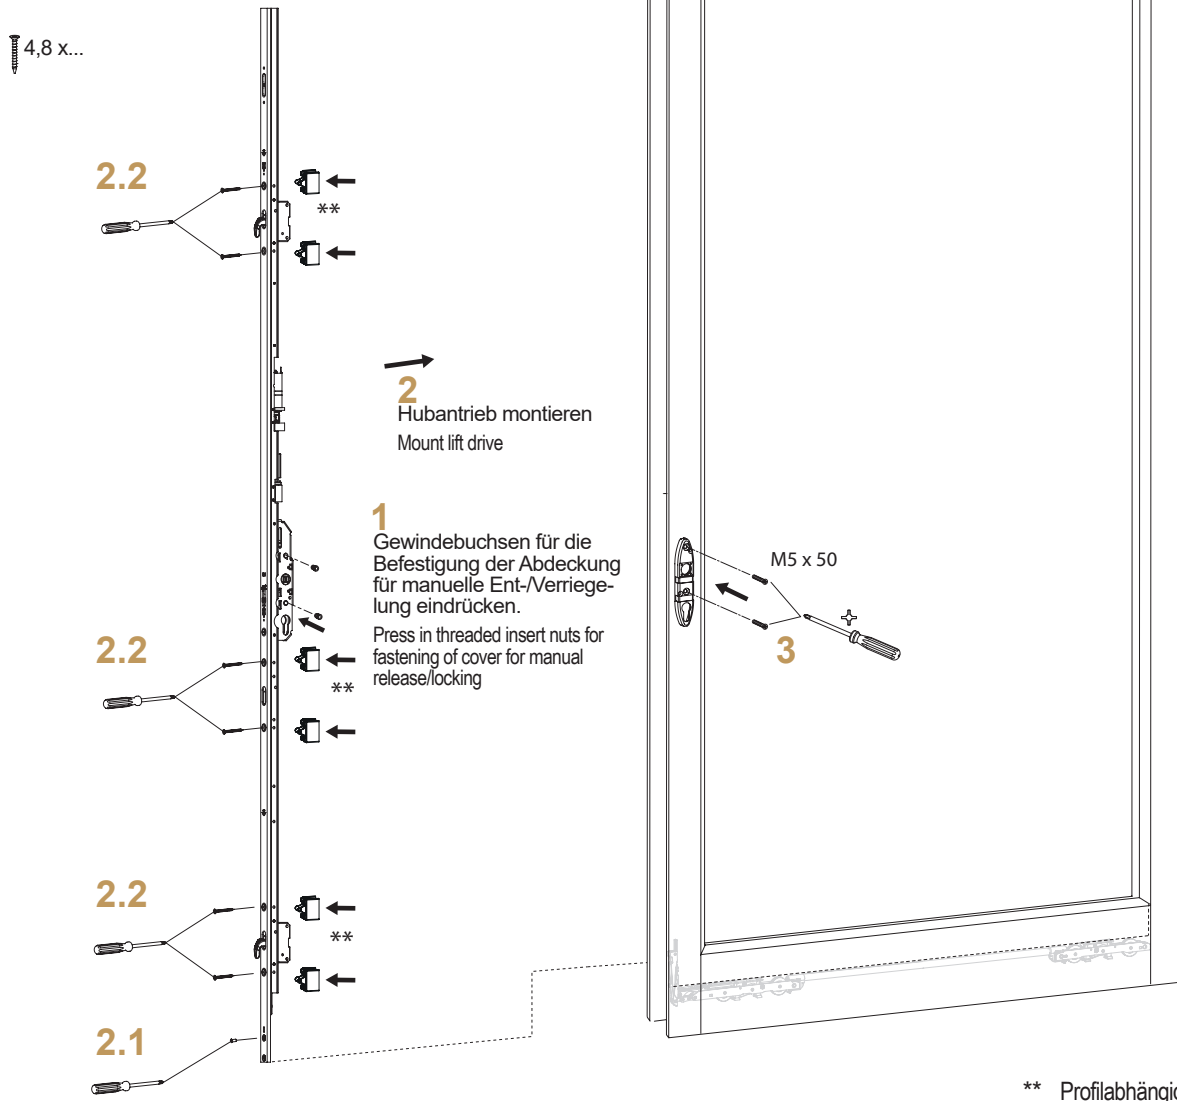 4,8 x...
2.2
**
2
Hubantrieb montieren
Mount lift drive
1
Gewindebuchsen für die
Befestigung der Abdeckung
für manuelle Ent-/Verriege-
lung eindrücken.
Press in threaded insert nuts for
fastening of cover for manual
release/locking
M5 x 50
3
2.2
**
2.2
**
2.1
** Profilabhängig